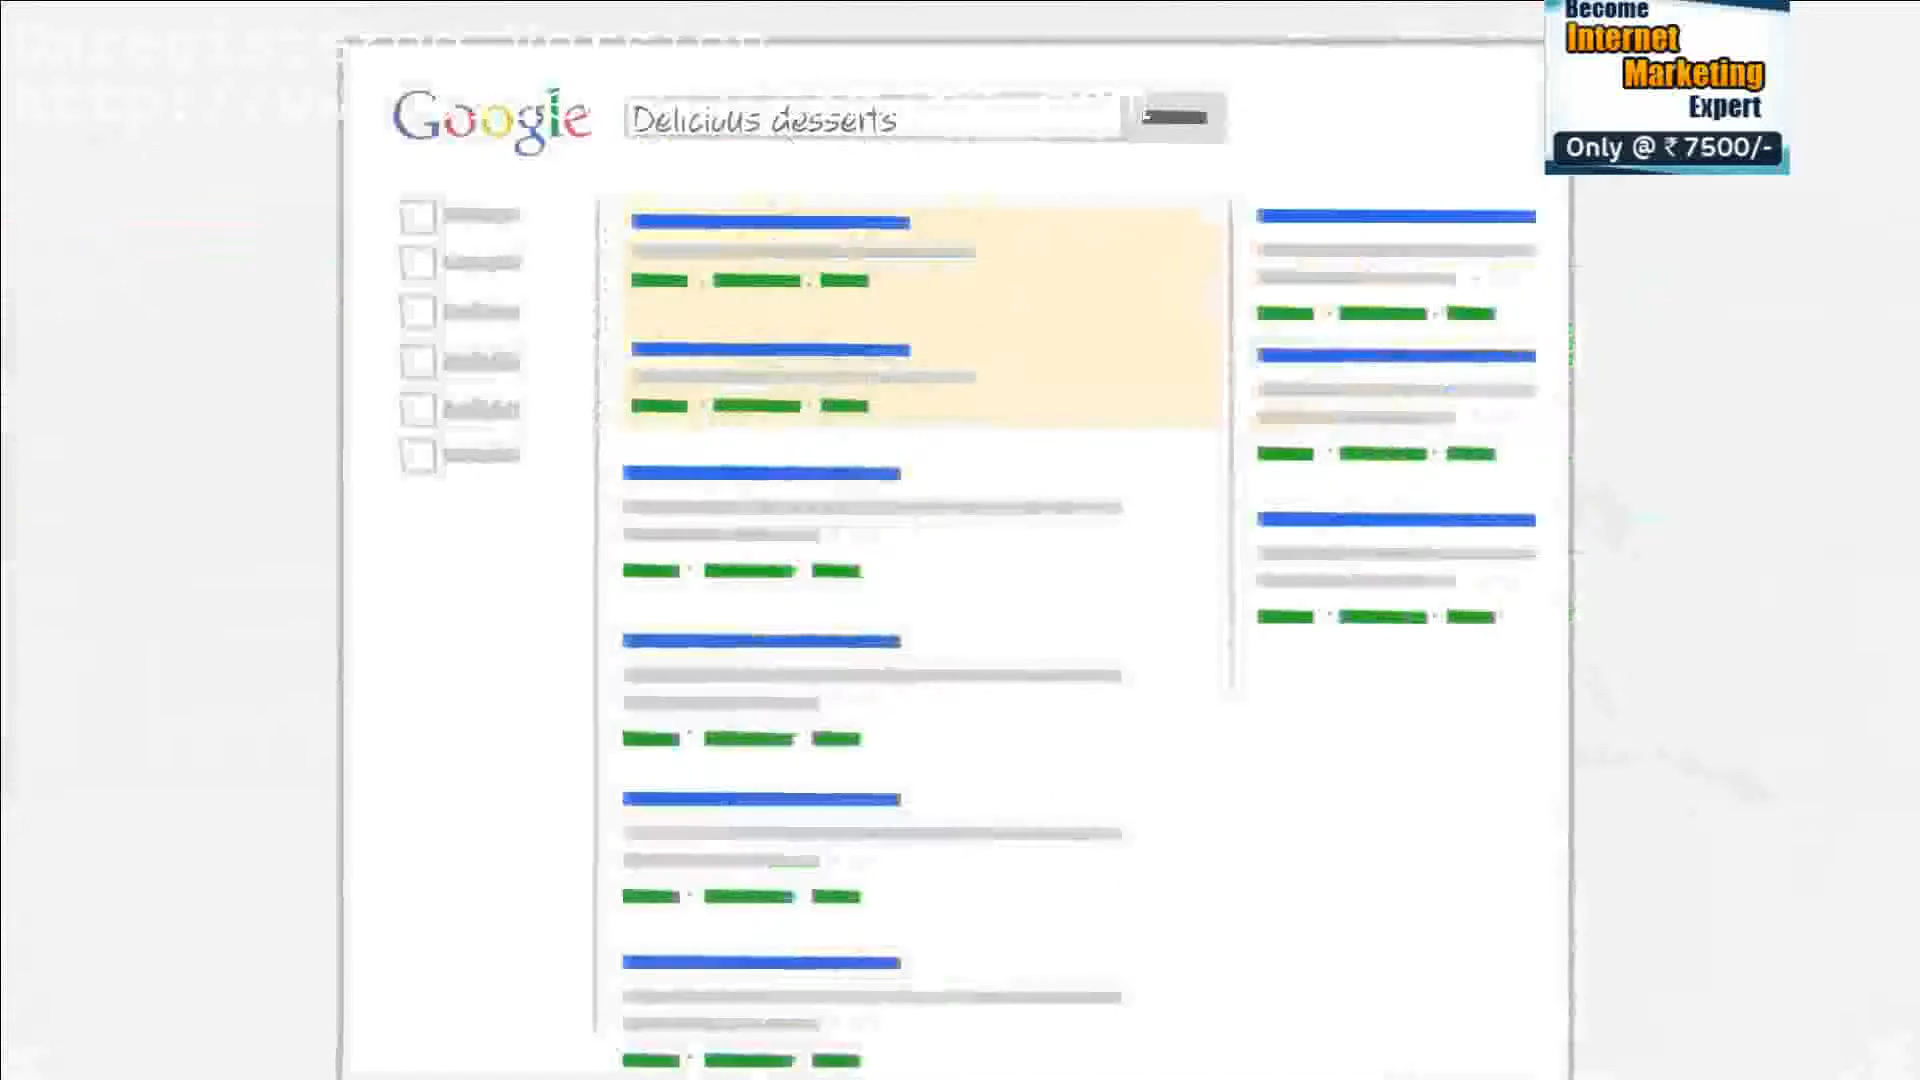 Google
Delicious desserts
Become
Internet
Marketing
Expert
Only @ ₹ 7500/-